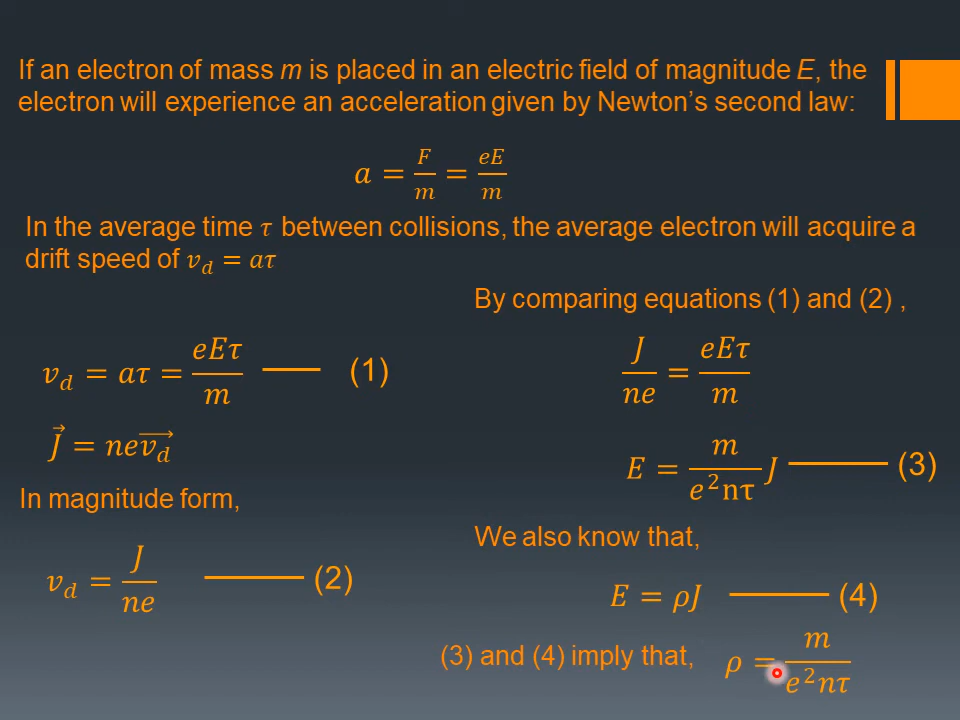 If an electron of mass m is placed in an electric field of magnitude E, the
electron will experience an acceleration given by Newton's second law:
a = F/m = eE/m
In the average time τ between collisions, the average electron will acquire a
drift speed of v_d = aτ
v_d = aτ = eEτ/m —— (1)
J⃗ = nev_d⃗
In magnitude form,
v_d = J/ne —— (2)
By comparing equations (1) and (2) ,
J/ne = eEτ/m
E = m/e²nτ J —— (3)
We also know that,
E = ρJ —— (4)
(3) and (4) imply that, ρ = m/e²nτ